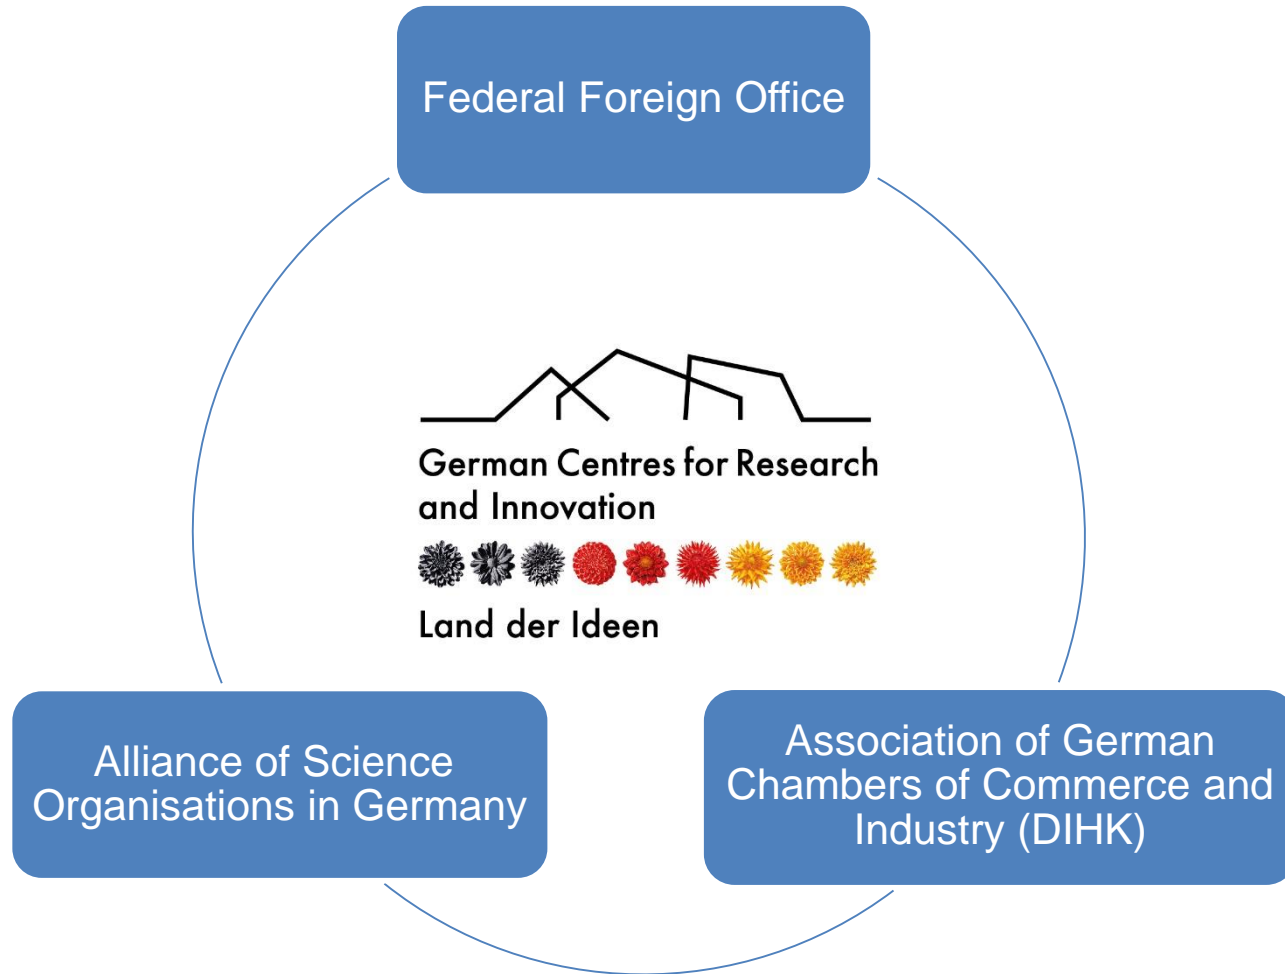 Federal Foreign Office
German Centres for Research
and Innovation
Land der Ideen
Alliance of Science
Organisations in Germany
Association of German
Chambers of Commerce and
Industry (DIHK)